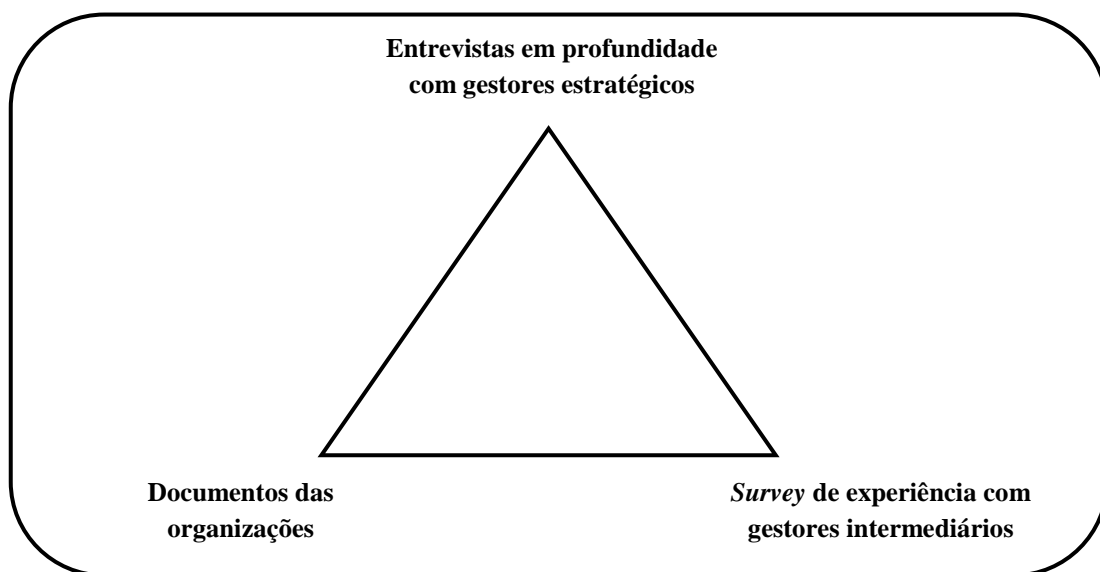 Entrevistas em profundidade
com gestores estratégicos
Documentos das
organizações
Survey de experiência com
gestores intermediários